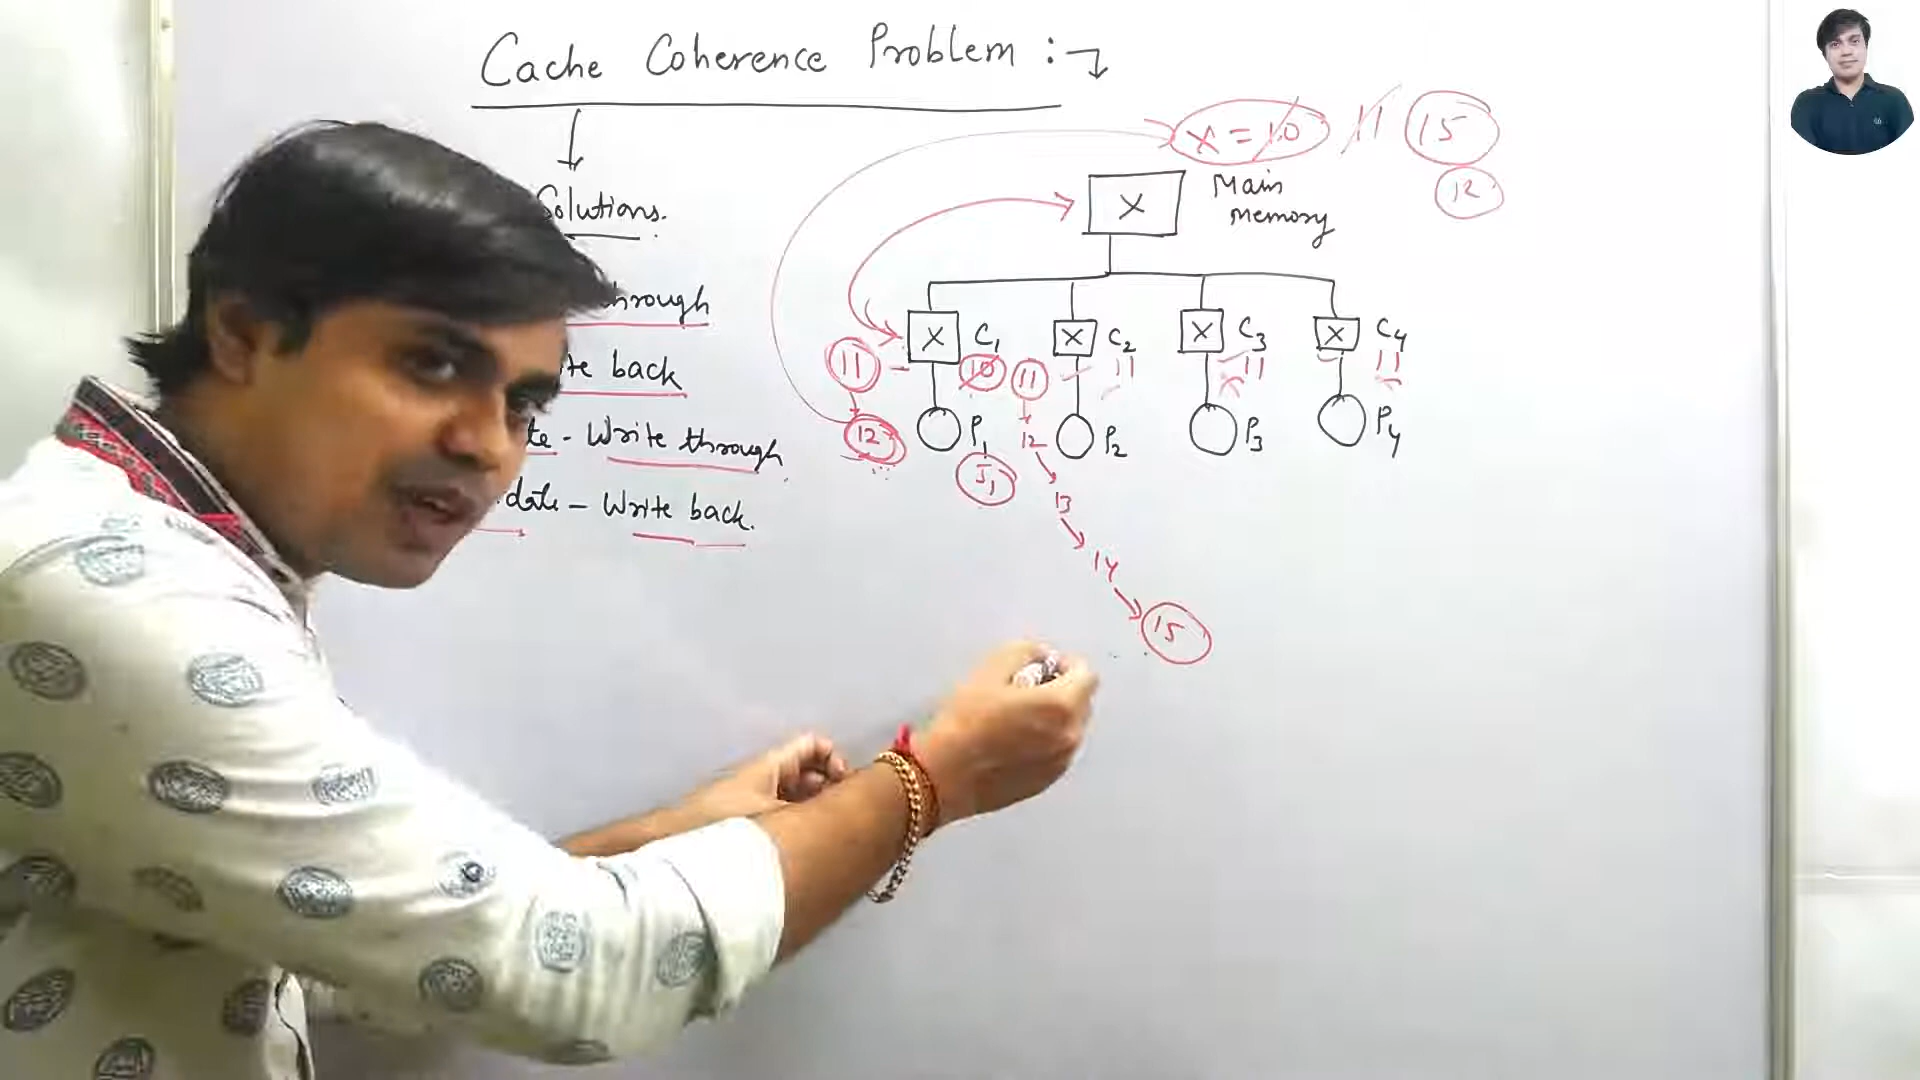 Cache Coherence Problem :
Solutions.
through
te back
te - Write through
date - Write back.
x = 10 11 15
12
X Main
Memory
X C1 X C2 X C3 X C4
11 10 11 11 11 11
12 P1 12 P2 P3 P4
J1
13
14
15